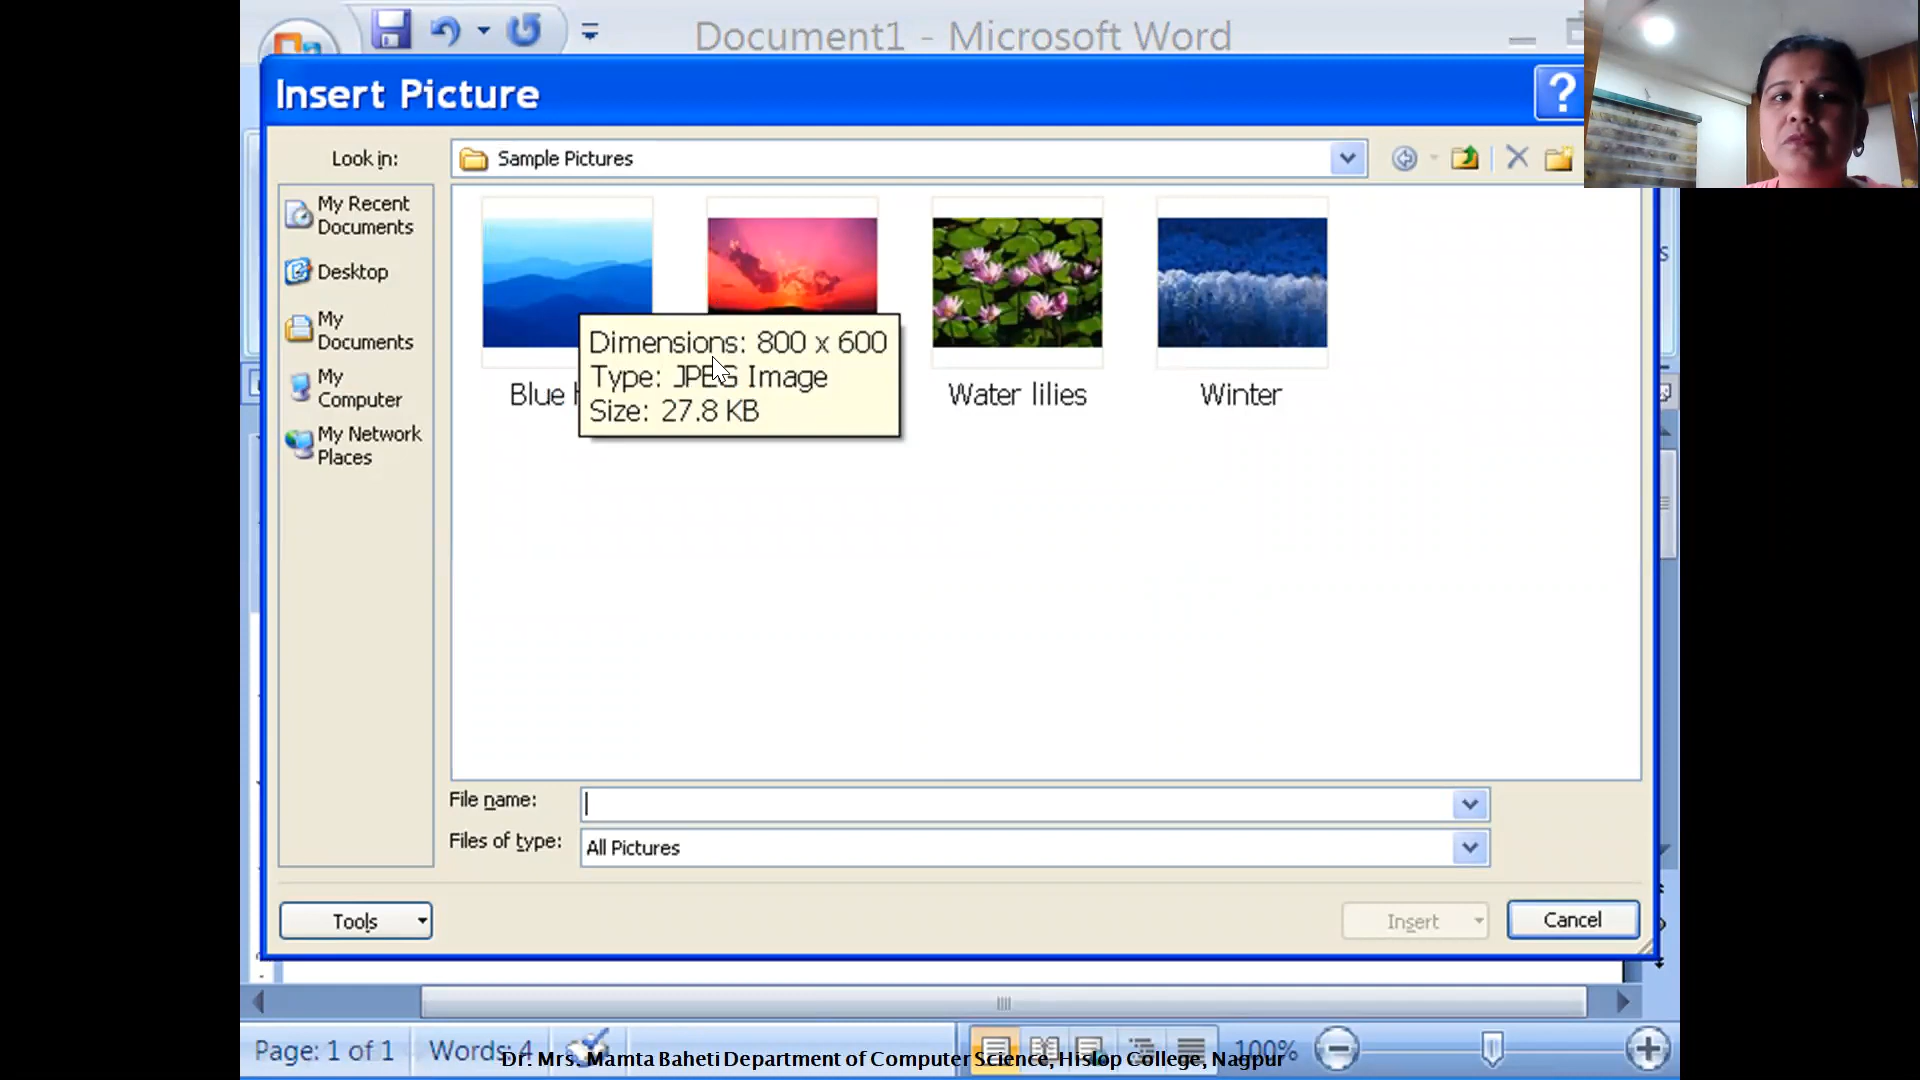 Document1 - Microsoft Word
Insert Picture
?
Look in:
Sample Pictures
My Recent
Documents
Desktop
My
Documents
My
Computer
My Network
Places
Dimensions: 800 x 600
Type: JPEG Image
Size: 27.8 KB
Blue
Water lilies
Winter
File name:
Files of type:
All Pictures
Tools
Insert
Cancel
Page: 1 of 1
Words: 4
100%
Dr. Mrs. Mamta Baheti Department of Computer Science, Hislop College, Nagpur